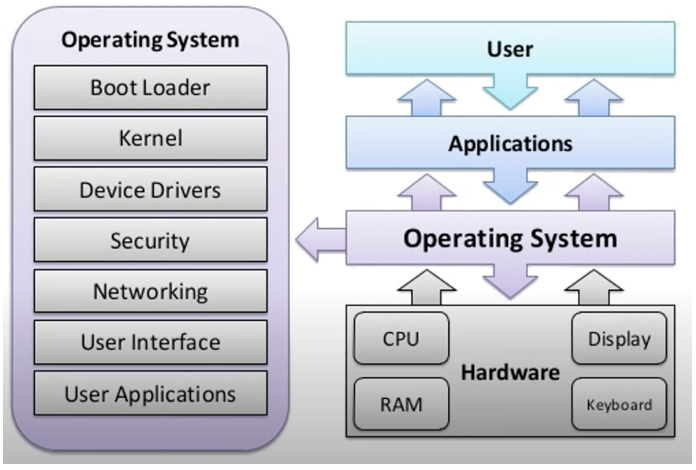 Operating System
Boot Loader
Kernel
Device Drivers
Security
Networking
User Interface
User Applications
User
Applications
Operating System
CPU
Display
Hardware
RAM
Keyboard